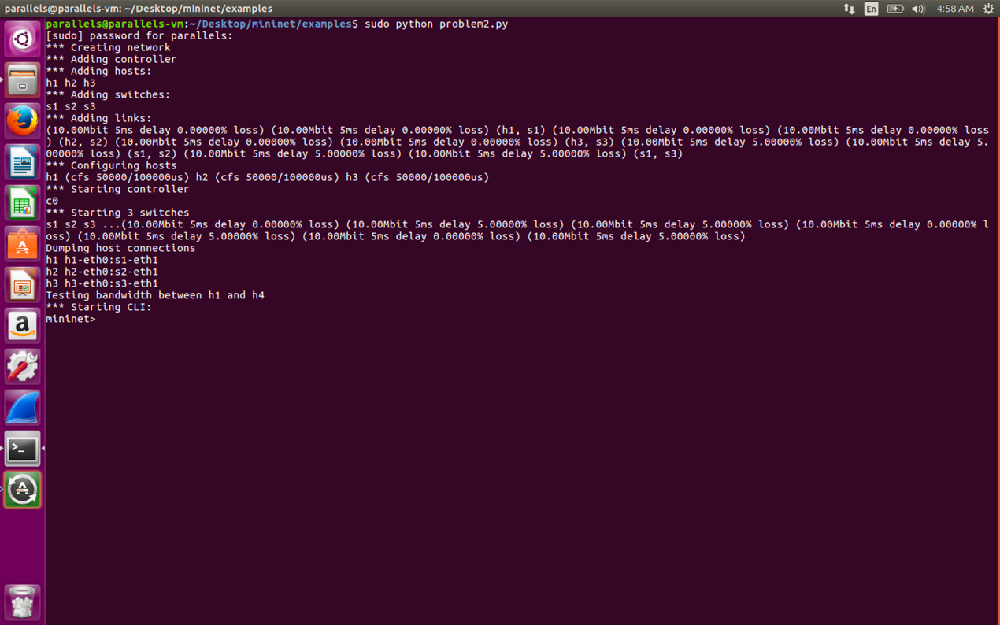 parallels@parallels-vm: ~/Desktop/mininet/examples
En
4:58 AM
parallels@parallels-vm:~/Desktop/mininet/examples$ sudo python problem2.py
[sudo] password for parallels:
*** Creating network
*** Adding controller
*** Adding hosts:
h1 h2 h3
*** Adding switches:
s1 s2 s3
*** Adding links:
(10.00Mbit 5ms delay 0.00000% loss) (10.00Mbit 5ms delay 0.00000% loss) (h1, s1) (10.00Mbit 5ms delay 0.00000% loss) (10.00Mbit 5ms delay 0.00000% loss
) (h2, s2) (10.00Mbit 5ms delay 0.00000% loss) (10.00Mbit 5ms delay 0.00000% loss) (h3, s3) (10.00Mbit 5ms delay 5.00000% loss) (10.00Mbit 5ms delay 5.
00000% loss) (s1, s2) (10.00Mbit 5ms delay 5.00000% loss) (10.00Mbit 5ms delay 5.00000% loss) (s1, s3)
*** Configuring hosts
h1 (cfs 50000/100000us) h2 (cfs 50000/100000us) h3 (cfs 50000/100000us)
*** Starting controller
c0
*** Starting 3 switches
s1 s2 s3 ...(10.00Mbit 5ms delay 0.00000% loss) (10.00Mbit 5ms delay 5.00000% loss) (10.00Mbit 5ms delay 5.00000% loss) (10.00Mbit 5ms delay 0.00000% l
oss) (10.00Mbit 5ms delay 5.00000% loss) (10.00Mbit 5ms delay 0.00000% loss) (10.00Mbit 5ms delay 5.00000% loss)
Dumping host connections
h1 h1-eth0:s1-eth1
h2 h2-eth0:s2-eth1
h3 h3-eth0:s3-eth1
Testing bandwidth between h1 and h4
*** Starting CLI:
mininet>